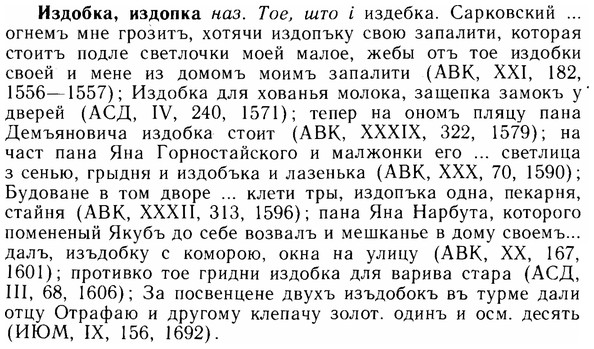 Издобка, издопка наз. Тое, што і издебка. Сарковский ...
огнемъ мне грозитъ, хотячи издопъку свою запалити, которая
стоитъ подле светлочки моей малое, жебы отъ тое издобки
своей и мене из домомъ моимъ запалити (АВК, XXI, 182,
1556—1557); Издобка для хованья молока, защепка замокъ у
дверей (АСД, IV, 240, 1571); тепер на ономъ пляцу пана
Демъяновича издобка стоит (АВК, XXXIX, 322, 1579); на
част пана Яна Горностайского и малжонки его ... светлица
з сенью, грыдня и издобъка и лазенька (АВК, XXX, 70, 1590);
Будоване в том дворе ... клети тры, издопъка одна, пекарня,
стайня (АВК, XXXII, 313, 1596); пана Яна Нарбута, которого
помененый Якубъ до себе возвалъ и мешканье в дому своемъ...
далъ, изъдобку с коморою, окна на улицу (АВК, XX, 167,
1601); противко тое гридни издобка для варива стара (АСД,
III, 68, 1606); За посвенцене двухъ изъдобокъ въ турме дали
отцу Отрафаю и другому клепачу золот. одинъ и осм. десять
(ИЮМ, IX, 156, 1692).